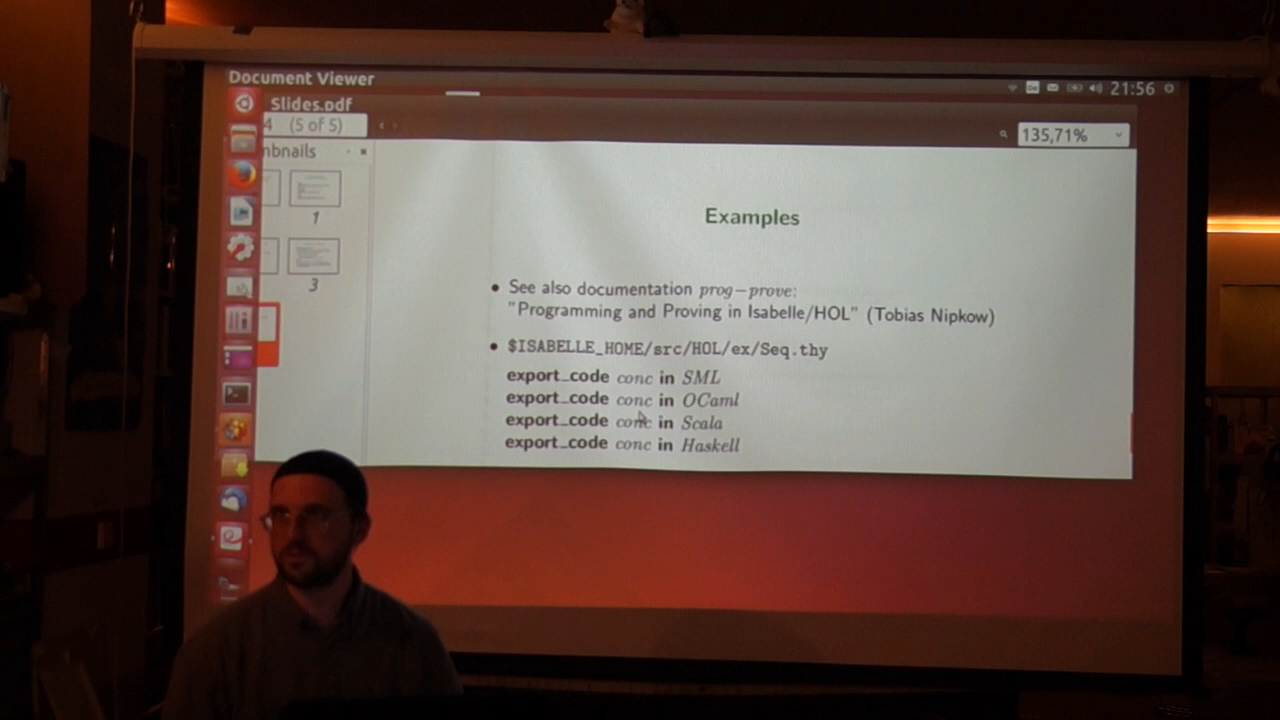 Document Viewer
21:56
Slides.pdf
4 (5 of 5)
135,71%
mbnails
1
3
Examples
• See also documentation prog–prove:
"Programming and Proving in Isabelle/HOL" (Tobias Nipkow)
• $ISABELLE_HOME/src/HOL/ex/Seq.thy
export_code conc in SML
export_code conc in OCaml
export_code conc in Scala
export_code conc in Haskell